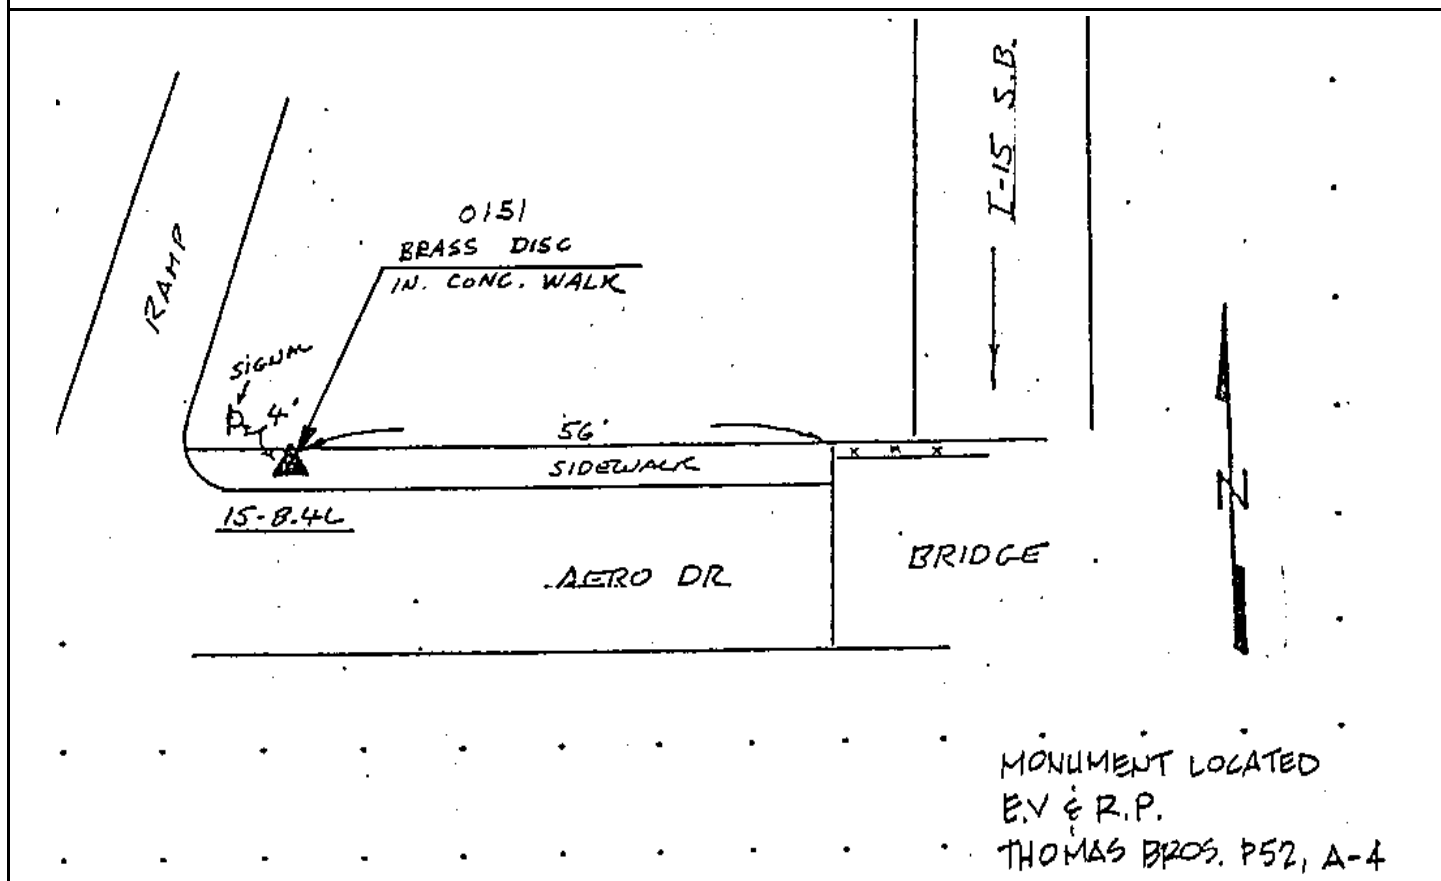 I-15 S.B.
0151
BRASS DISC
IN. CONC. WALK
RAMP
SIGNAL
4'
56'
SIDEWALK
x x x
15-8.4L
AERO DR
BRIDGE
N
MONUMENT LOCATED
E.V & R.P.
THOMAS BROS. P52, A-4